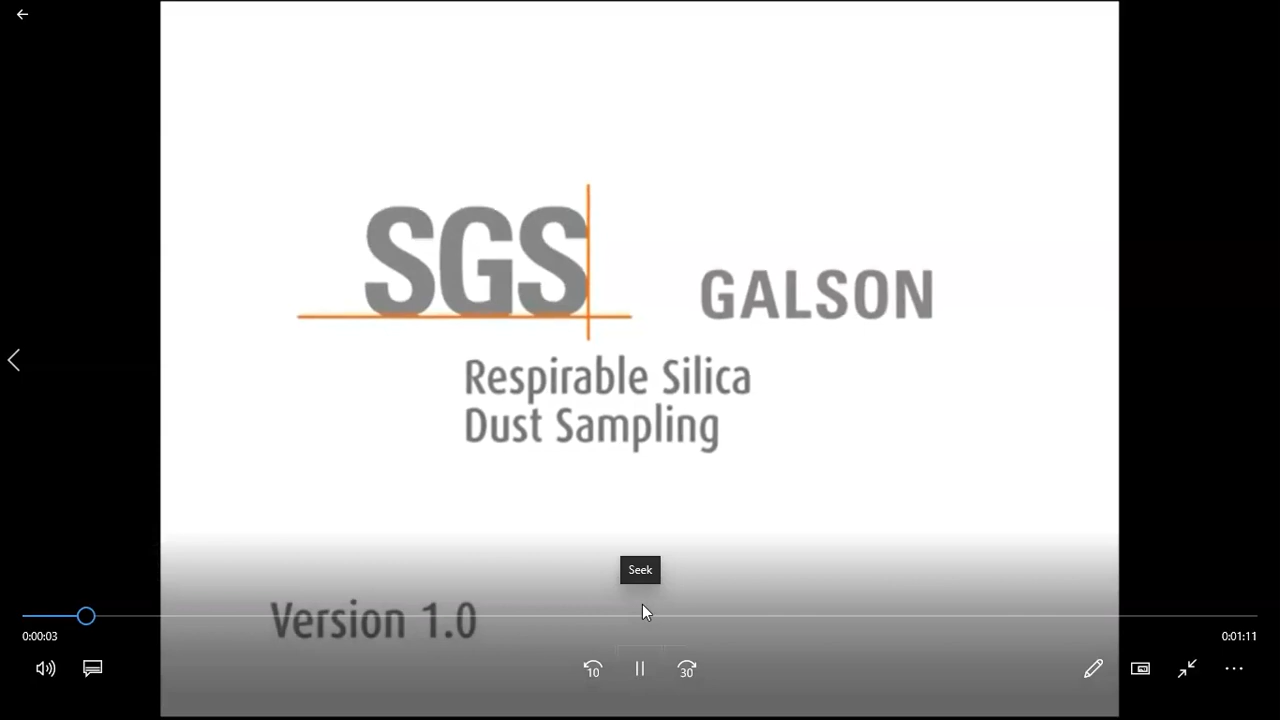 SGS
GALSON
Respirable Silica
Dust Sampling
Seek
Version 1.0
0:00:03
0:01:11
10
30